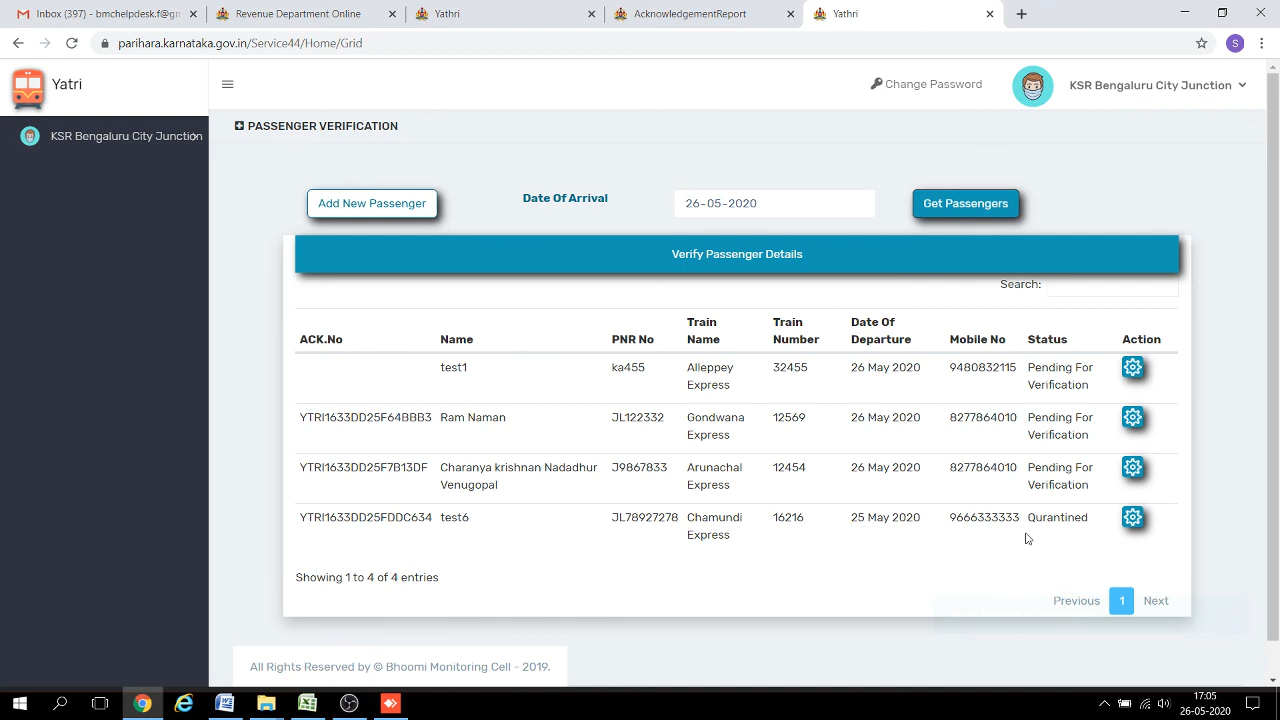 Inbox (397) - bmchelpdesk.f@gm
Revenue Department Online
Yathri
AcknowledgementReport
Yathri
parihara.karnataka.gov.in/Service44/Home/Grid
S
Yatri
Change Password
KSR Bengaluru City Junction
KSR Bengaluru City Junction
PASSENGER VERIFICATION
Add New Passenger
Date Of Arrival
26-05-2020
Get Passengers
Verify Passenger Details
Search:
ACK.No Name PNR No Train Name Train Number Date Of Departure Mobile No Status Action
test1 ka455 Alleppey Express 32455 26 May 2020 9480832115 Pending For Verification
YTRI1633DD25F64BBB3 Ram Naman JL122332 Gondwana Express 12569 26 May 2020 8277864010 Pending For Verification
YTRI1633DD25F7B13DF Charanya krishnan Nadadhur Venugopal J9867833 Arunachal Express 12454 26 May 2020 8277864010 Pending For Verification
YTRI1633DD25FDDC634 test6 JL78927278 Chamundi Express 16216 25 May 2020 9666333333 Qurantined
Showing 1 to 4 of 4 entries
Previous 1 Next
All Rights Reserved by © Bhoomi Monitoring Cell - 2019.
17:05
26-05-2020